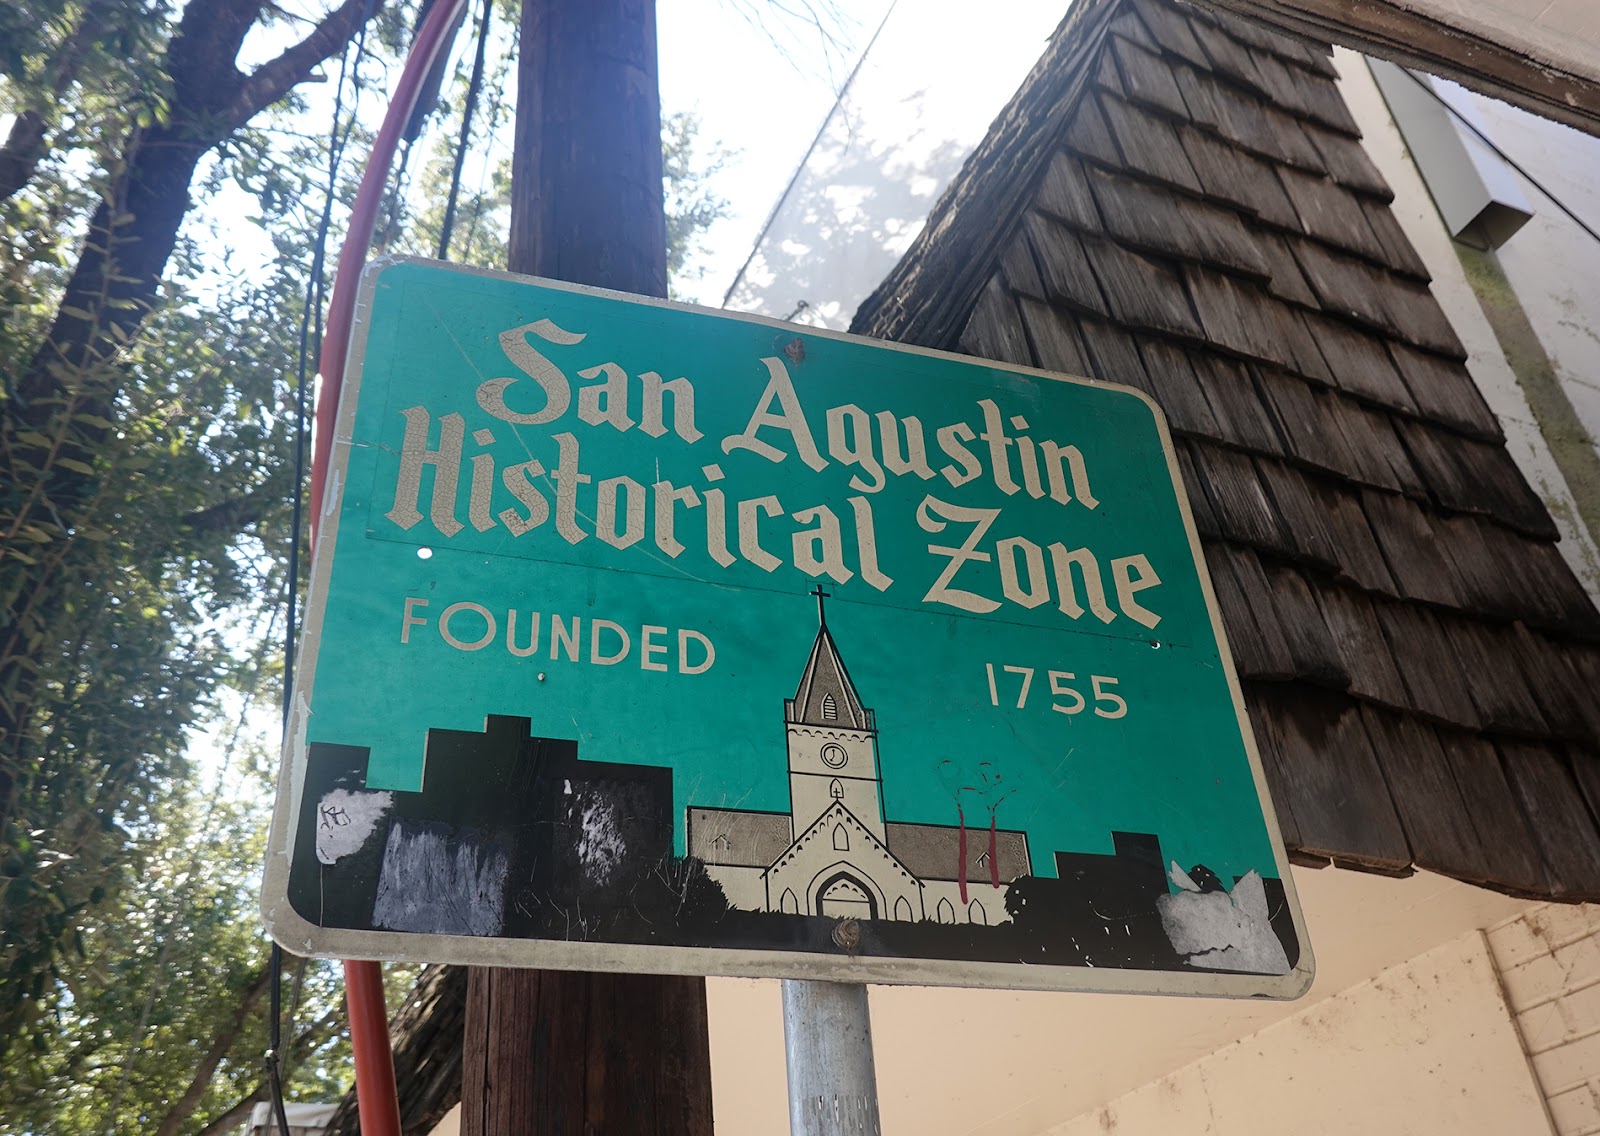 San Agustin
Historical Zone
FOUNDED 1755